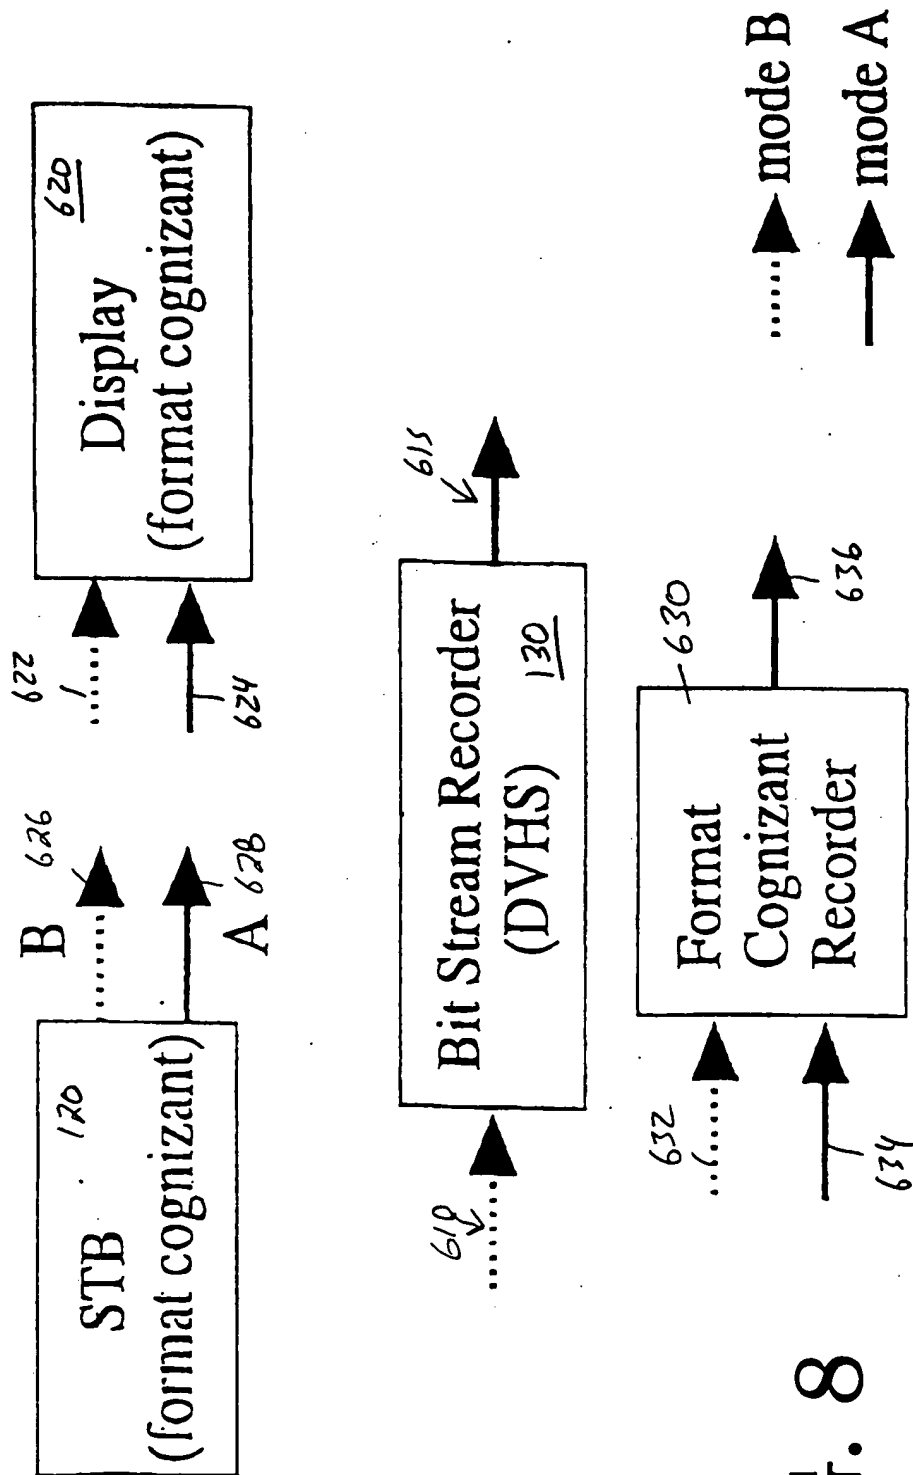 STB
120
(format cognizant)
B
626
A
628
622
624
Display
620
(format cognizant)
618
Bit Stream Recorder
(DVHS)
130
615
632
634
Format
Cognizant
Recorder
630
636
mode B
mode A
. 8